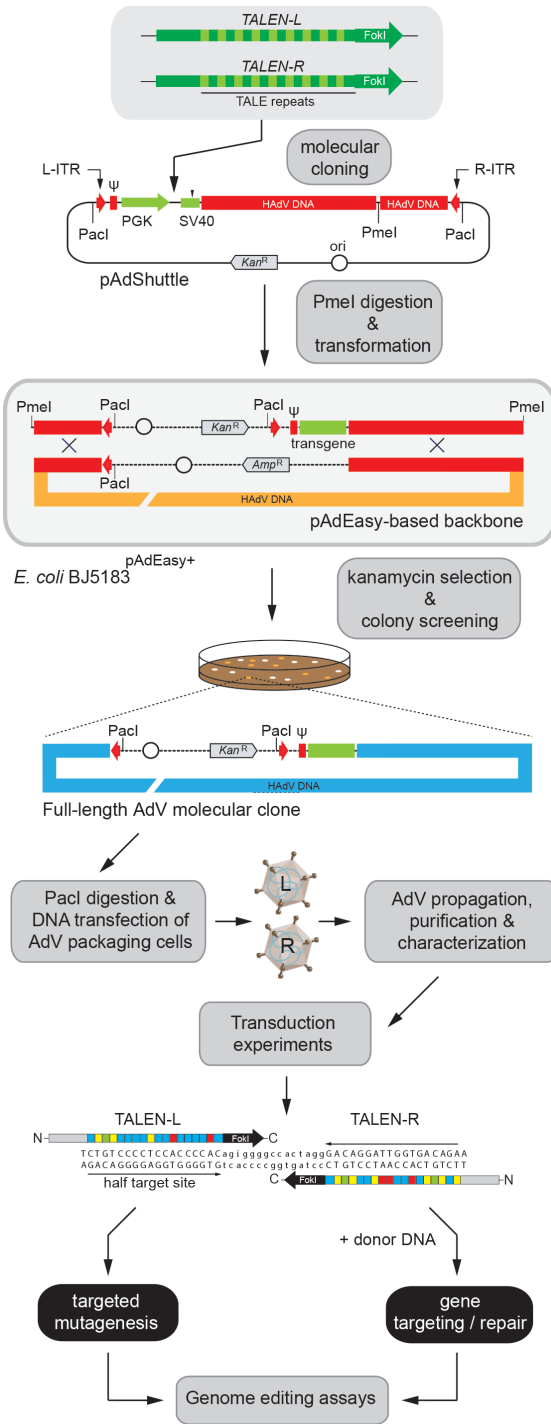 TALEN-L
FokI
TALEN-R
FokI
TALE repeats
molecular
cloning
L-ITR
R-ITR
Ψ
HAdV DNA
HAdV DNA
PacI
PGK
SV40
PmeI
PacI
ori
KanR
pAdShuttle
PmeI digestion
&
transformation
PmeI
PacI
PacI
Ψ
PmeI
KanR
transgene
AmpR
PacI
HAdV DNA
pAdEasy-based backbone
E. coli BJ5183 pAdEasy+
kanamycin selection
&
colony screening
PacI
PacI
Ψ
KanR
HAdV DNA
Full-length AdV molecular clone
PacI digestion &
DNA transfection of
AdV packaging cells
L
R
AdV propagation,
purification &
characterization
Transduction
experiments
TALEN-L
TALEN-R
N
FokI
C
TCTGTCCCCTCCACCCCACagiggggccactaggGACAGGATTGGTGACAGAA
AGACAGGGGAGGTGGGGTGtcaccccggtgatccCTGTCCTAACCACTGTCTT
half target site
C
FokI
N
+ donor DNA
targeted
mutagenesis
gene
targeting / repair
Genome editing assays